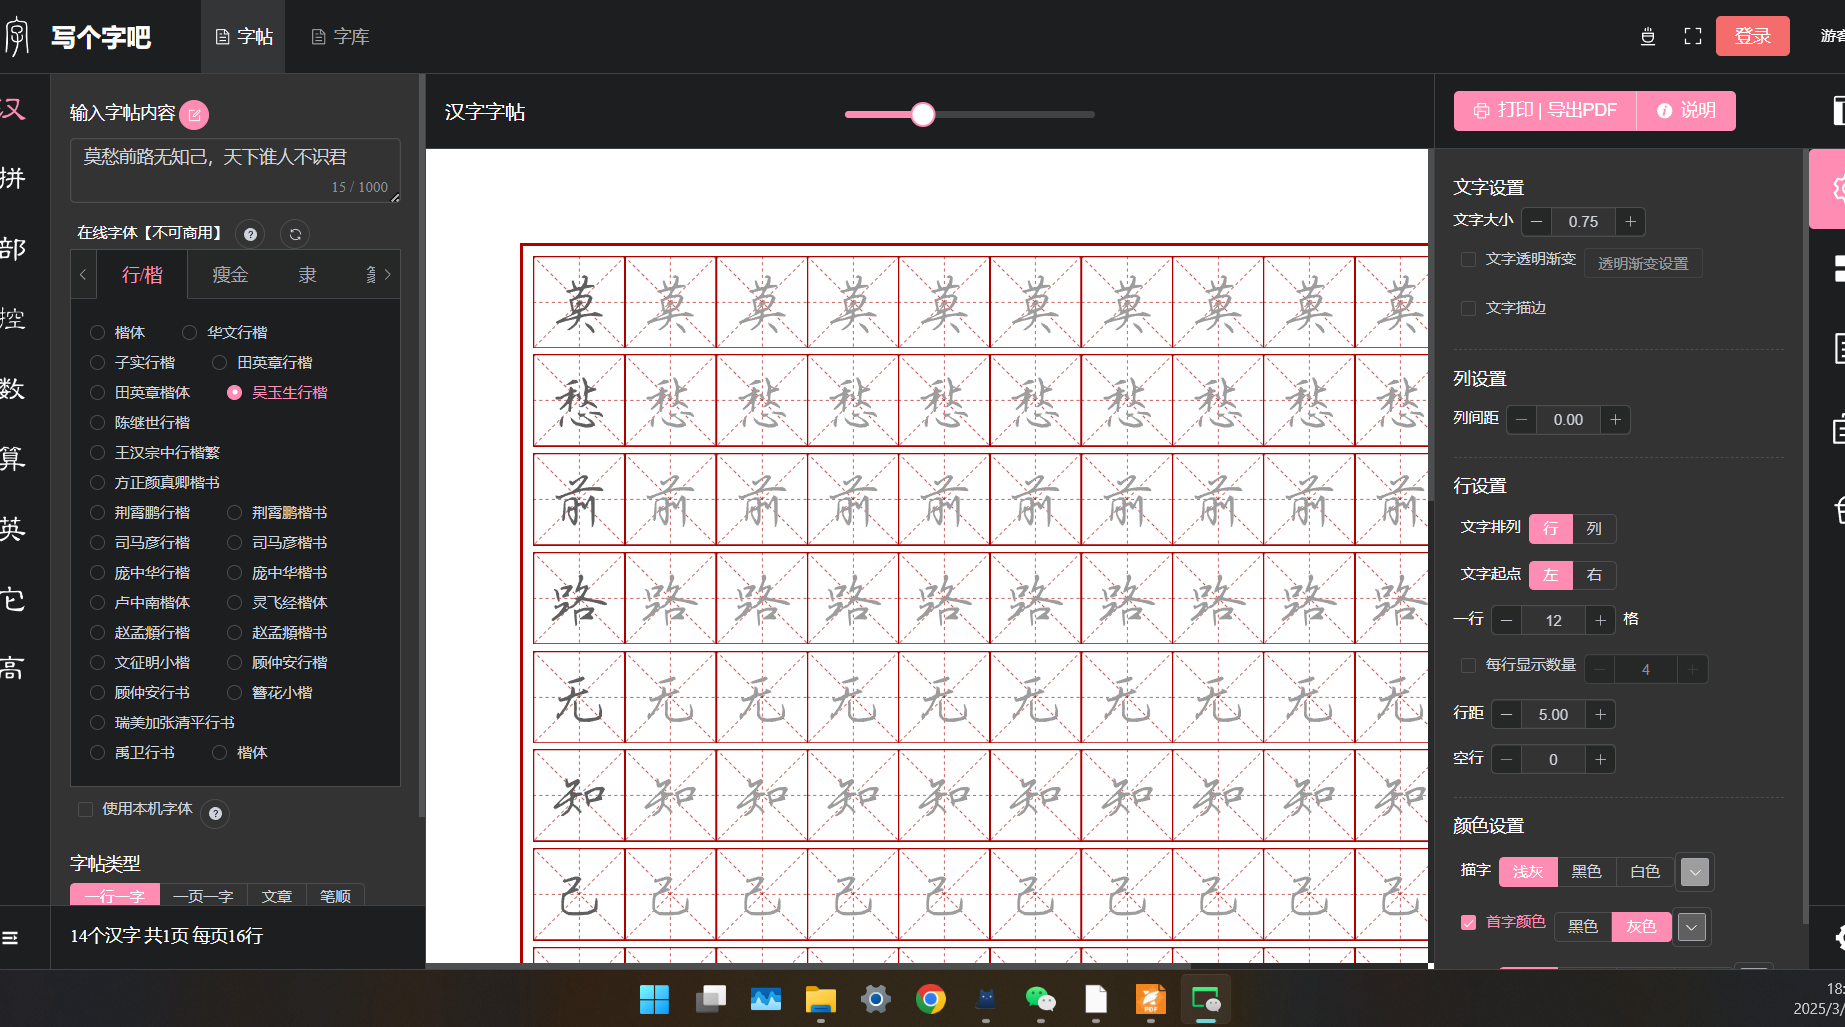 写个字吧
字帖
字库
登录
汉
拼
部
控
数
算
英
它
高
输入字帖内容
莫愁前路无知己，天下谁人不识君
15 / 1000
在线字体【不可商用】
行/楷
瘦金
隶
楷体
华文行楷
子实行楷
田英章行楷
田英章楷体
吴玉生行楷
陈继世行楷
王汉宗中行楷繁
方正颜真卿楷书
荆霄鹏行楷
荆霄鹏楷书
司马彦行楷
司马彦楷书
庞中华行楷
庞中华楷书
卢中南楷体
灵飞经楷体
赵孟頫行楷
赵孟頫楷书
文征明小楷
顾仲安行楷
顾仲安行书
簪花小楷
瑞美加张清平行书
禹卫行书
楷体
使用本机字体
字帖类型
一行一字
一页一字
文章
笔顺
14个汉字 共1页 每页16行
汉字字帖
莫 莫 莫 莫 莫 莫 莫 莫 莫 莫
愁 愁 愁 愁 愁 愁 愁 愁 愁 愁
前 前 前 前 前 前 前 前 前 前
路 路 路 路 路 路 路 路 路 路
无 无 无 无 无 无 无 无 无 无
知 知 知 知 知 知 知 知 知 知
己 己 己 己 己 己 己 己 己 己
打印 | 导出PDF
说明
文字设置
文字大小
0.75
文字透明渐变
透明渐变设置
文字描边
列设置
列间距
0.00
行设置
文字排列
行
列
文字起点
左
右
一行
12
格
每行显示数量
4
行距
5.00
空行
0
颜色设置
描字
浅灰
黑色
白色
首字颜色
黑色
灰色
18:
2025/3/